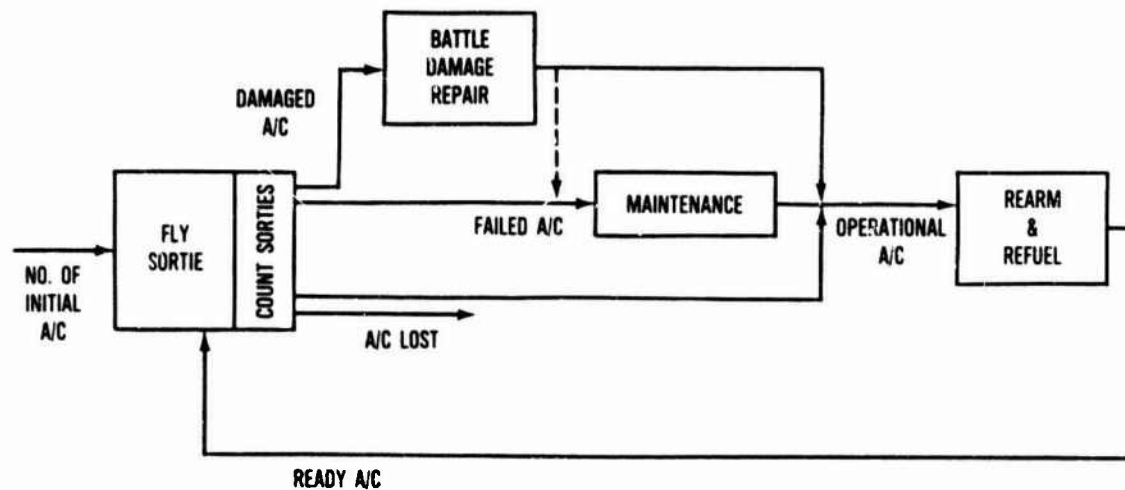 BATTLE
DAMAGE
REPAIR
DAMAGED
A/C
FLY
SORTIE
COUNT SORTIES
NO. OF
INITIAL
A/C
FAILED A/C
MAINTENANCE
OPERATIONAL
A/C
REARM
&
REFUEL
A/C LOST
READY A/C